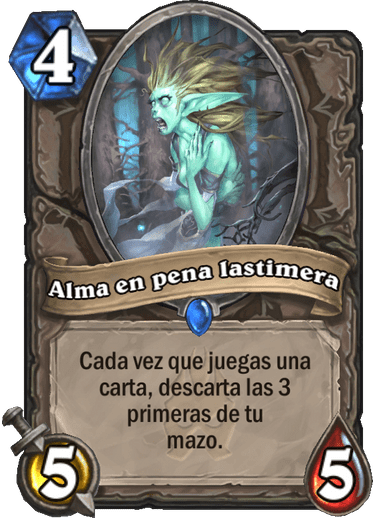 4
Alma en pena lastimera
Cada vez que juegas una
carta, descarta las 3
primeras de tu
mazo.
5 5